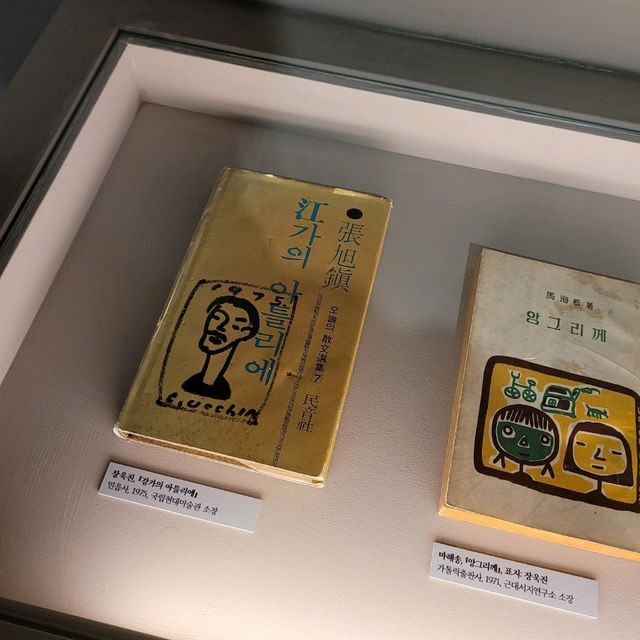 江가의 아틀리에
張旭鎭
오늘의 散文選集 7
民音社
1975
장욱진, 『강가의 아틀리에』
민음사, 1975, 국립현대미술관 소장
馬海松 著
앙그리께
마해송, 『앙그리께』, 표지: 장욱진
가톨릭출판사, 1971, 근대서지연구소 소장